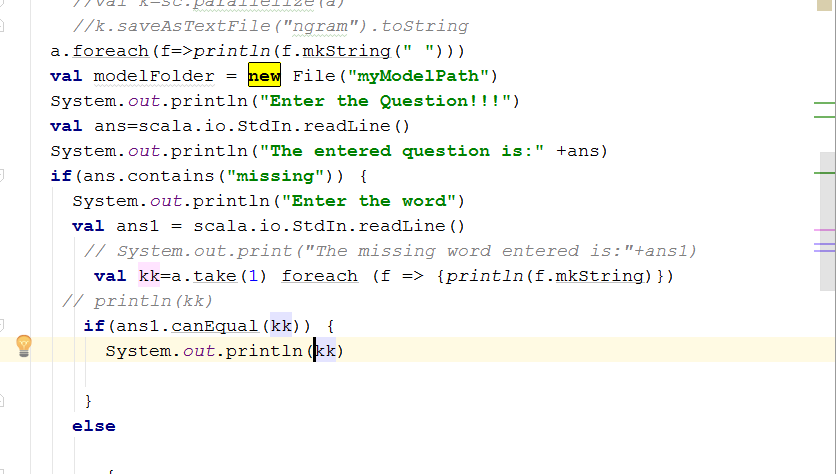 //val k=sc.parallelize(a)
//k.saveAsTextFile("ngram").toString
a.foreach(f=>println(f.mkString(" ")))
val modelFolder = new File("myModelPath")
System.out.println("Enter the Question!!!")
val ans=scala.io.StdIn.readLine()
System.out.println("The entered question is:" +ans)
if(ans.contains("missing")) {
System.out.println("Enter the word")
val ans1 = scala.io.StdIn.readLine()
// System.out.print("The missing word entered is:"+ans1)
val kk=a.take(1) foreach (f => {println(f.mkString)})
// println(kk)
if(ans1.canEqual(kk)) {
System.out.println(kk)
}
else
{